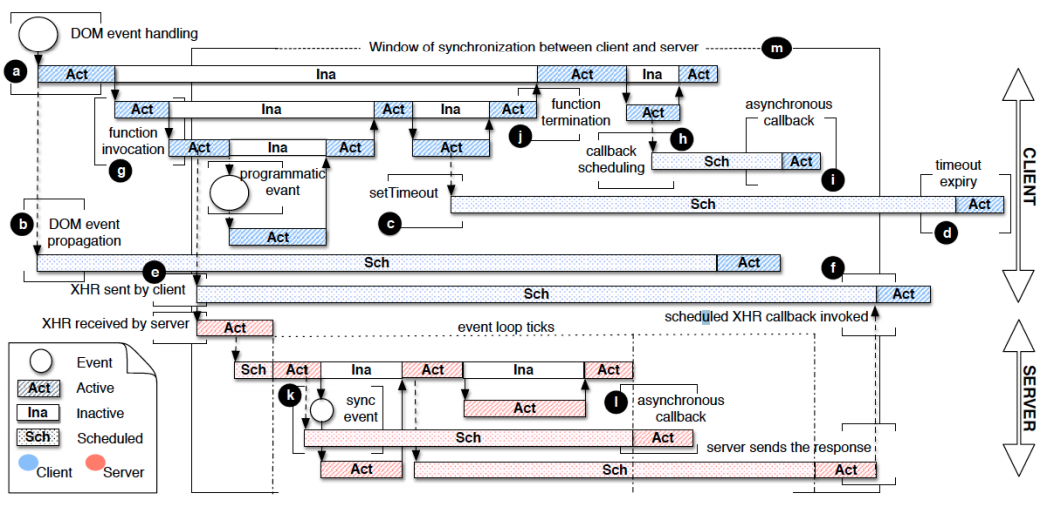 DOM event handling
Window of synchronization between client and server
m
a
Act
Ina
Act
Ina
Act
Act
Ina
Act
Ina
Act
function
termination
j
Act
asynchronous
callback
function
invocation
g
Act
Ina
Act
Act
h
callback
scheduling
Sch
Act
i
programmatic
evant
setTimeout
c
Sch
Act
timeout
expiry
d
b
DOM event
propagation
Act
Sch
Act
e
f
XHR sent by client
Sch
Act
XHR received by server
Act
event loop ticks
scheduled XHR callback invoked
CLIENT
Event
Act
Active
Ina
Inactive
Sch
Scheduled
Client
Server
Sch
Act
Ina
Act
Ina
Act
k
sync
event
Act
l
asynchronous
callback
Sch
Act
server sends the response
Act
Sch
Act
SERVER